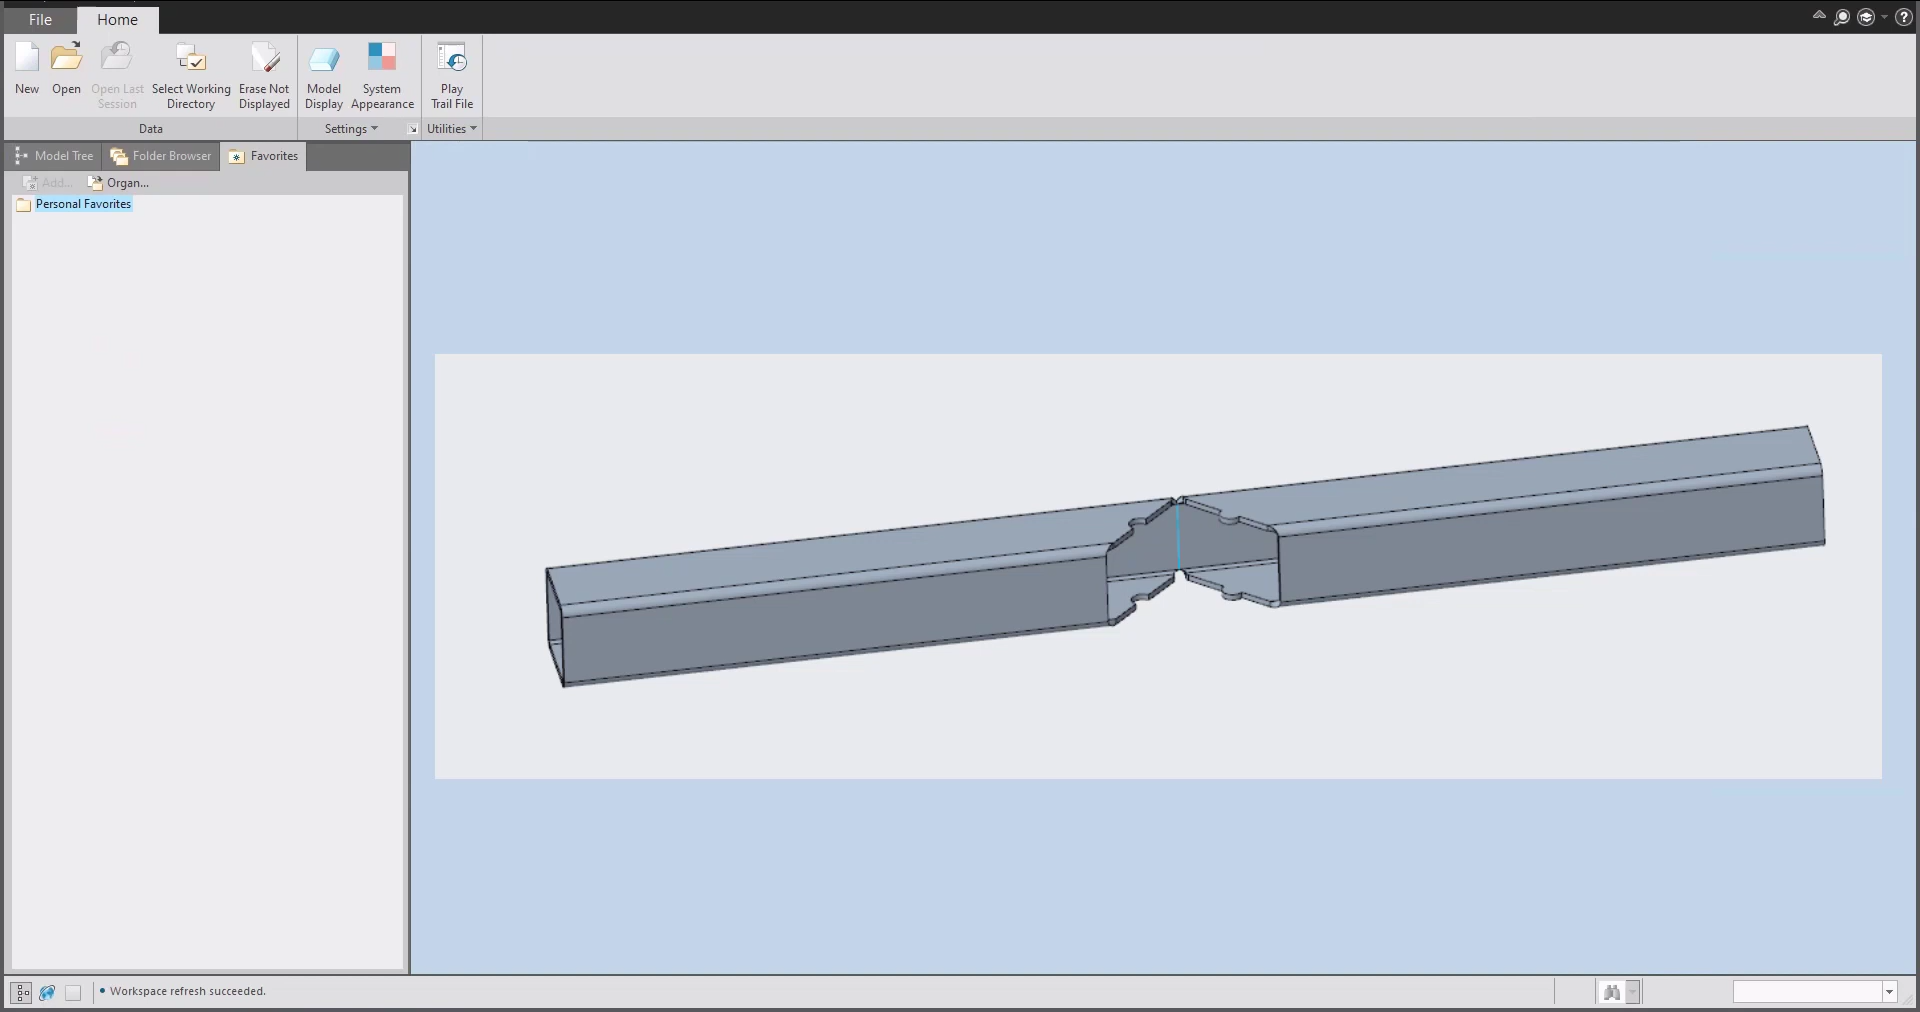 File Home
New Open Open Last Session Select Working Directory Erase Not Displayed Model Display System Appearance Play Trail File
Data Settings Utilities
Model Tree Folder Browser Favorites
Add... Organ...
Personal Favorites
Workspace refresh succeeded.